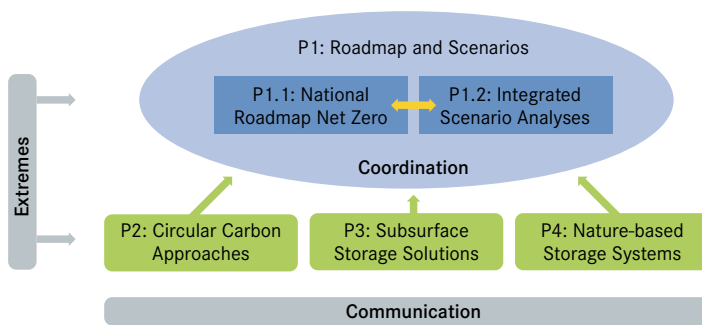 P1: Roadmap and Scenarios
P1.1: National
Roadmap Net Zero
P1.2: Integrated
Scenario Analyses
Coordination
Extremes
P2: Circular Carbon
Approaches
P3: Subsurface
Storage Solutions
P4: Nature-based
Storage Systems
Communication